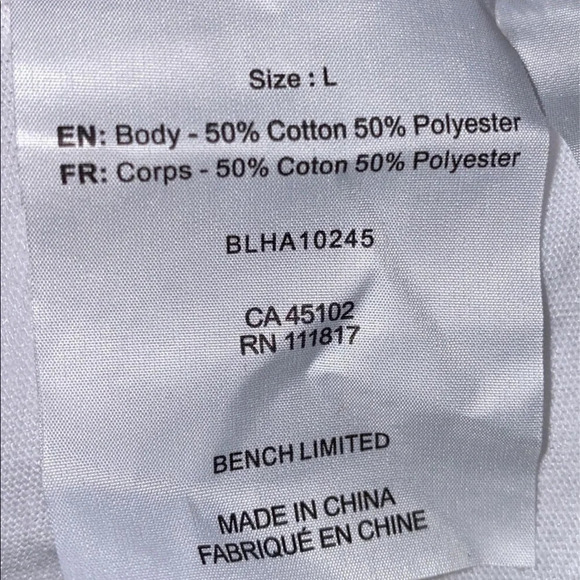 Size : L
EN: Body - 50% Cotton 50% Polyester
FR: Corps - 50% Coton 50% Polyester
BLHA10245
CA 45102
RN 111817
BENCH LIMITED
MADE IN CHINA
FABRIQUÉ EN CHINE